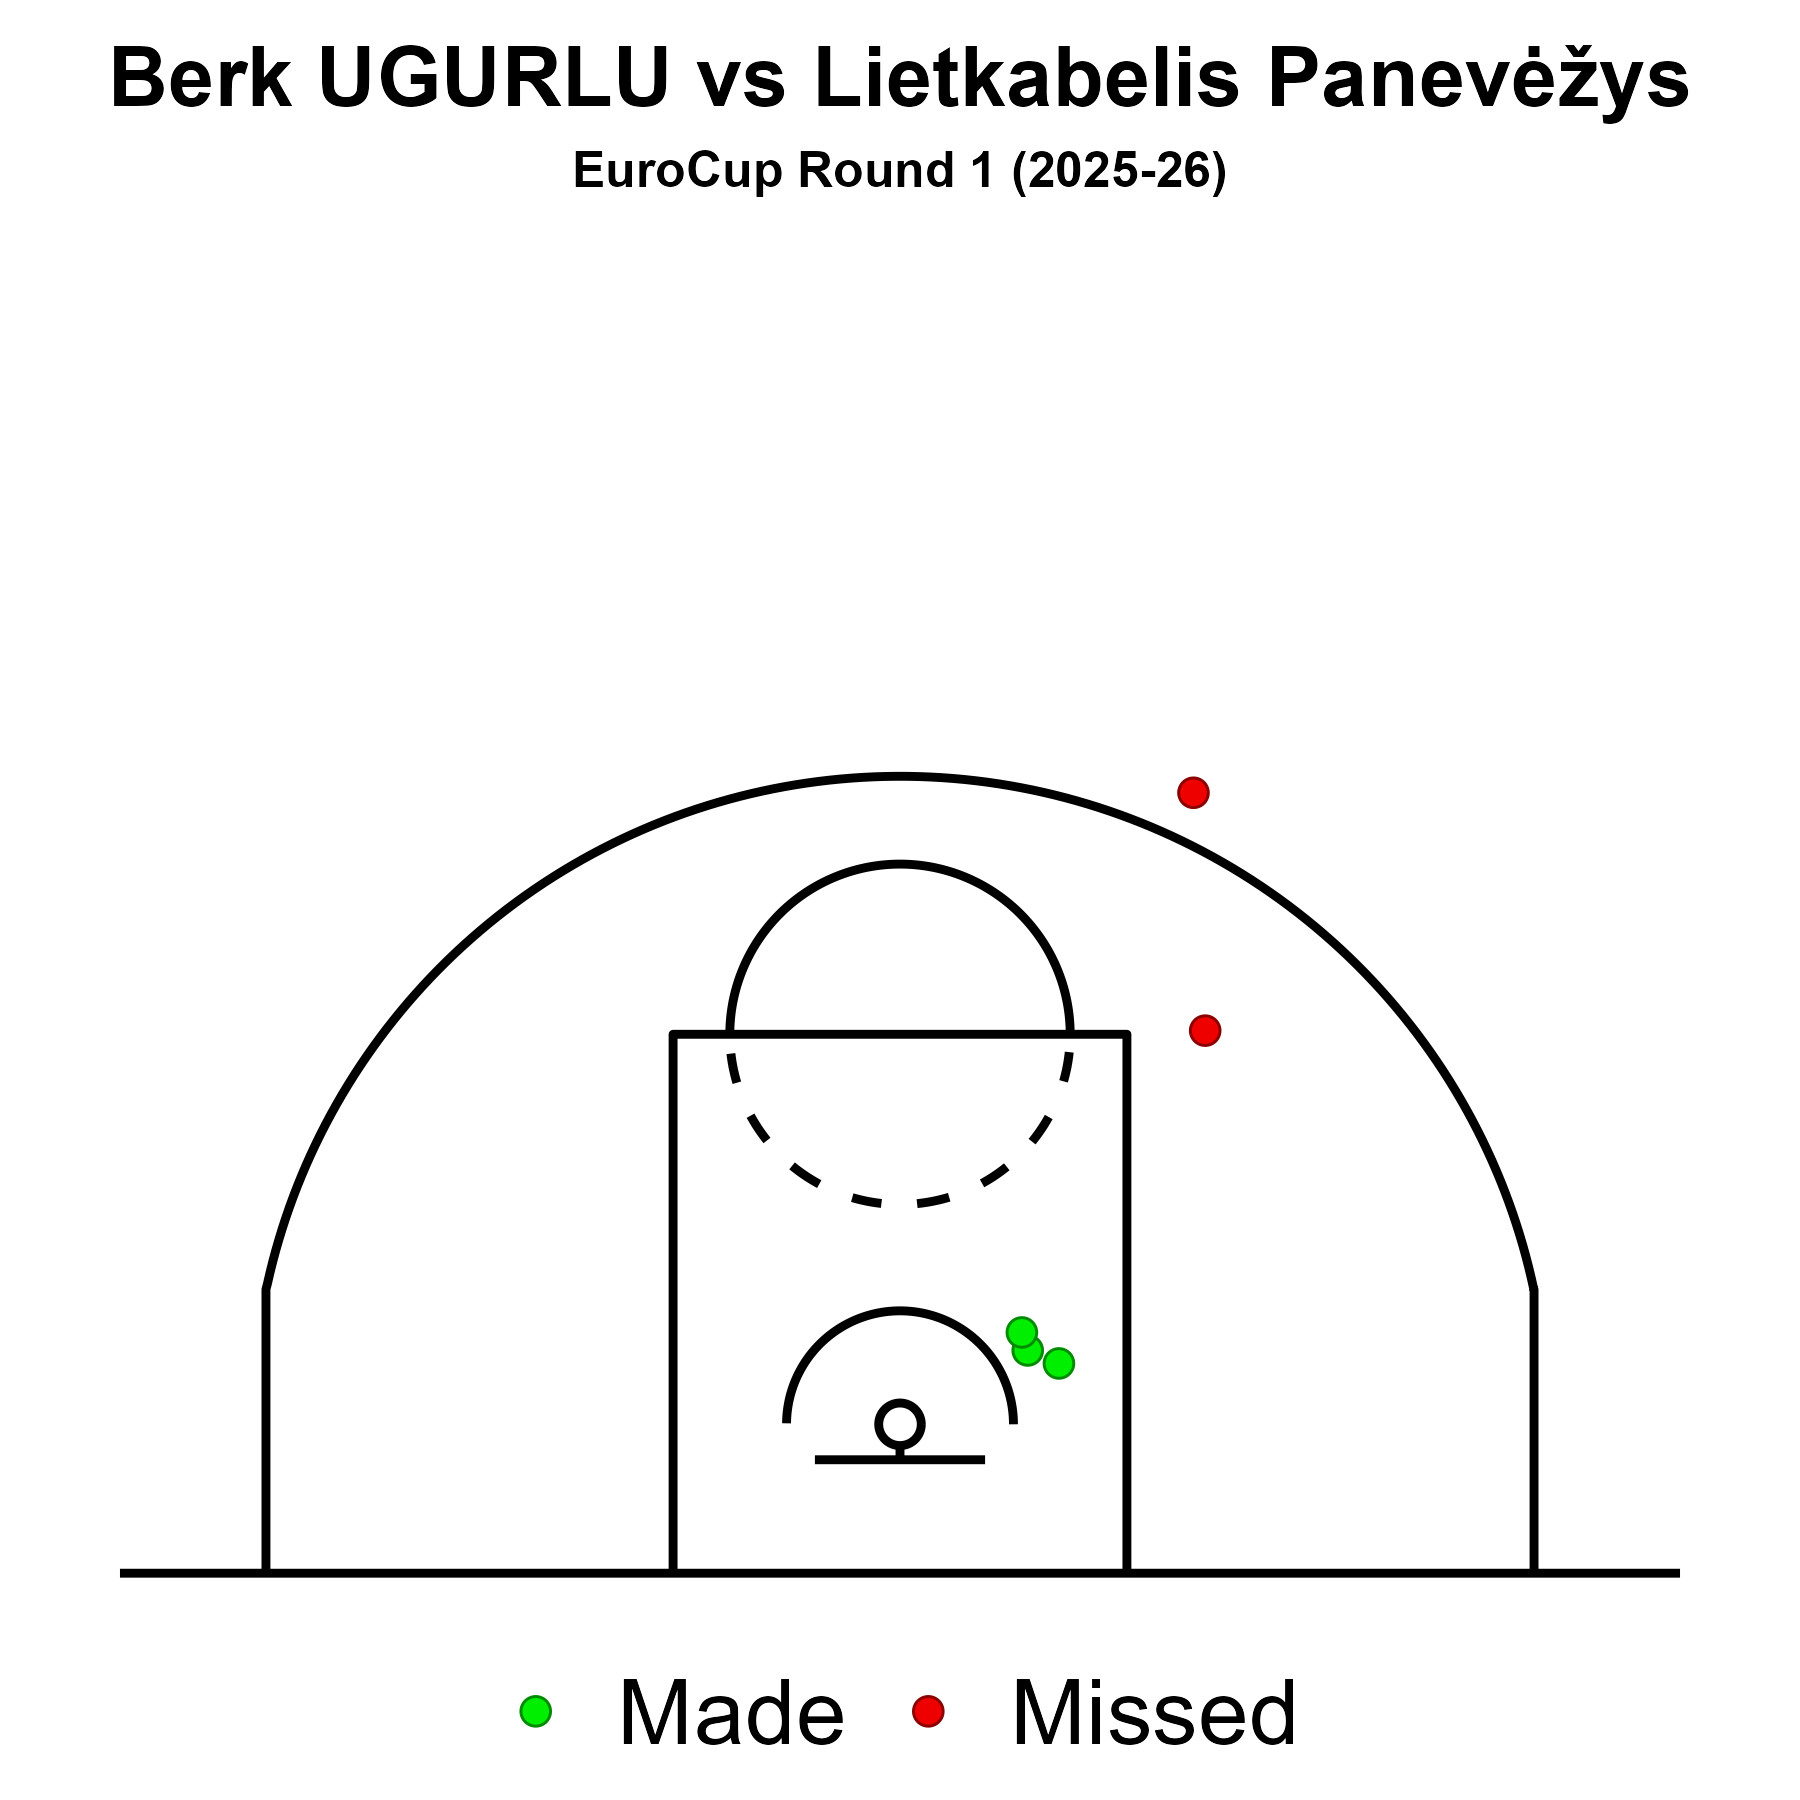 Berk UGURLU vs Lietkabelis Panevėžys
EuroCup Round 1 (2025-26)
Made Missed